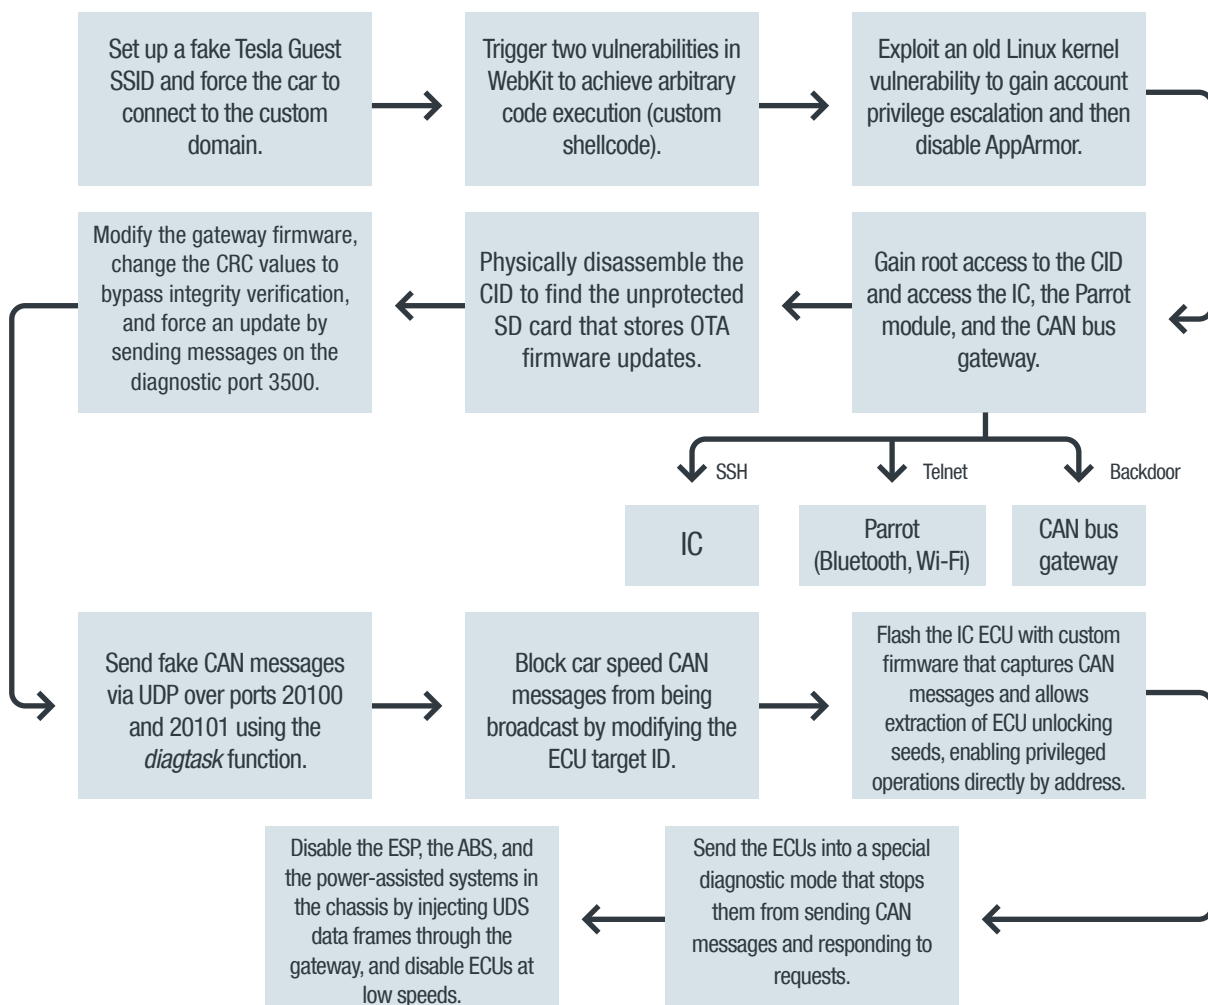 Set up a fake Tesla Guest
SSID and force the car to
connect to the custom
domain.
Trigger two vulnerabilities in
WebKit to achieve arbitrary
code execution (custom
shellcode).
Exploit an old Linux kernel
vulnerability to gain account
privilege escalation and then
disable AppArmor.
Gain root access to the CID
and access the IC, the Parrot
module, and the CAN bus
gateway.
SSH
IC
Telnet
Parrot
(Bluetooth, Wi-Fi)
Backdoor
CAN bus
gateway
Physically disassemble the
CID to find the unprotected
SD card that stores OTA
firmware updates.
Modify the gateway firmware,
change the CRC values to
bypass integrity verification,
and force an update by
sending messages on the
diagnostic port 3500.
Send fake CAN messages
via UDP over ports 20100
and 20101 using the
diagtask function.
Block car speed CAN
messages from being
broadcast by modifying the
ECU target ID.
Flash the IC ECU with custom
firmware that captures CAN
messages and allows
extraction of ECU unlocking
seeds, enabling privileged
operations directly by address.
Send the ECUs into a special
diagnostic mode that stops
them from sending CAN
messages and responding to
requests.
Disable the ESP, the ABS, and
the power-assisted systems in
the chassis by injecting UDS
data frames through the
gateway, and disable ECUs at
low speeds.